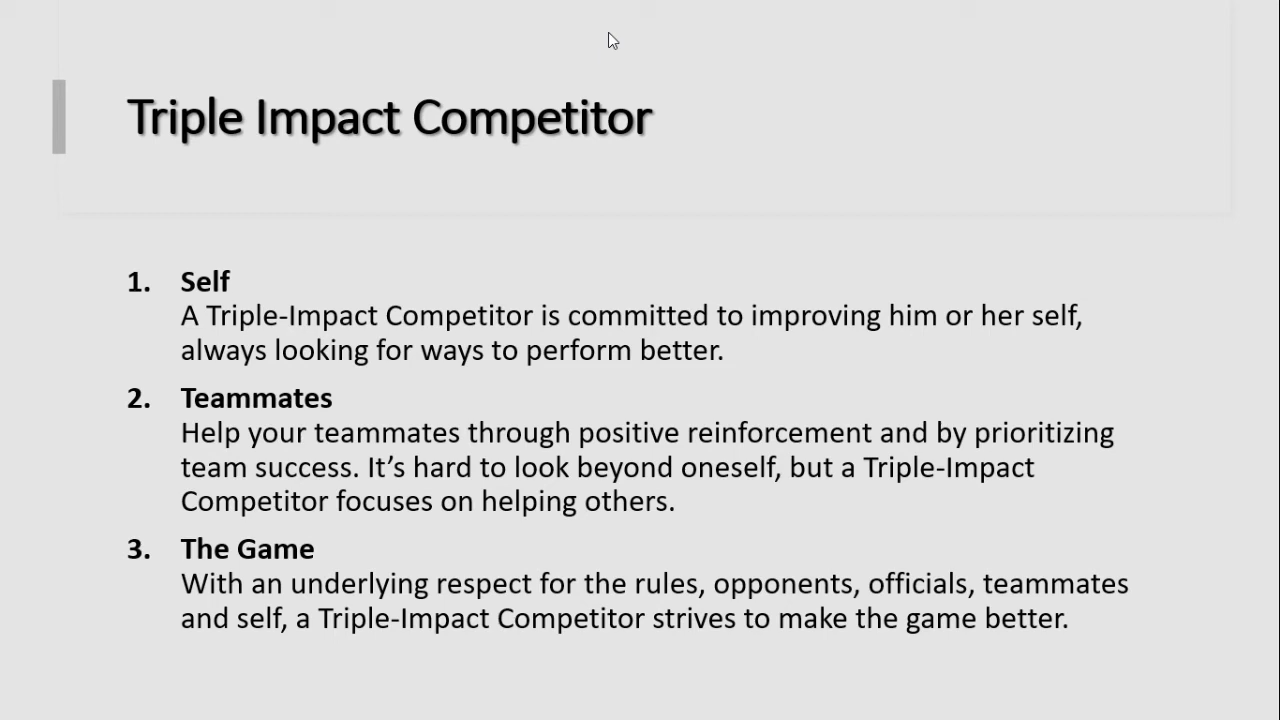 Triple Impact Competitor
1. Self
A Triple-Impact Competitor is committed to improving him or her self,
always looking for ways to perform better.
2. Teammates
Help your teammates through positive reinforcement and by prioritizing
team success. It’s hard to look beyond oneself, but a Triple-Impact
Competitor focuses on helping others.
3. The Game
With an underlying respect for the rules, opponents, officials, teammates
and self, a Triple-Impact Competitor strives to make the game better.